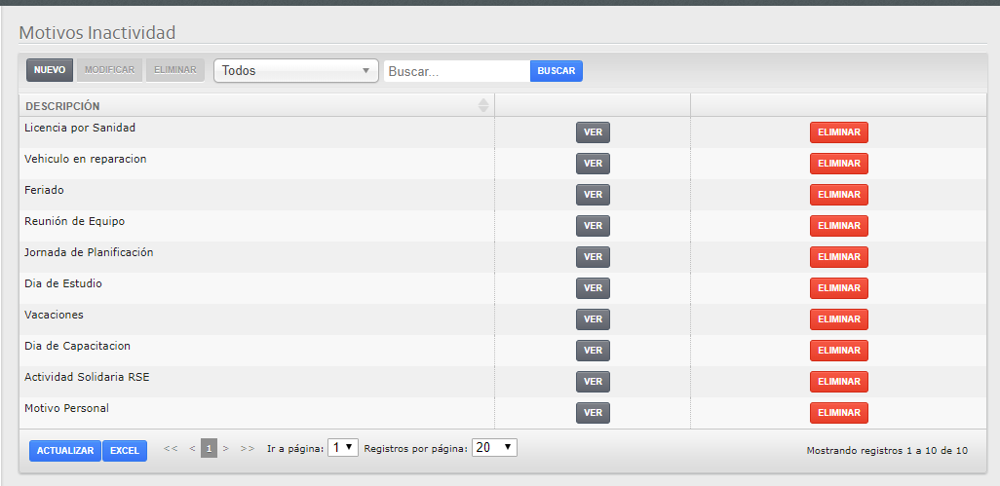 Motivos Inactividad
NUEVO MODIFICAR ELIMINAR Todos Buscar... BUSCAR
DESCRIPCIÓN
Licencia por Sanidad VER ELIMINAR
Vehiculo en reparacion VER ELIMINAR
Feriado VER ELIMINAR
Reunión de Equipo VER ELIMINAR
Jornada de Planificación VER ELIMINAR
Dia de Estudio VER ELIMINAR
Vacaciones VER ELIMINAR
Dia de Capacitacion VER ELIMINAR
Actividad Solidaria RSE VER ELIMINAR
Motivo Personal VER ELIMINAR
ACTUALIZAR EXCEL << < 1 > >> Ir a página: 1 Registros por página: 20 Mostrando registros 1 a 10 de 10